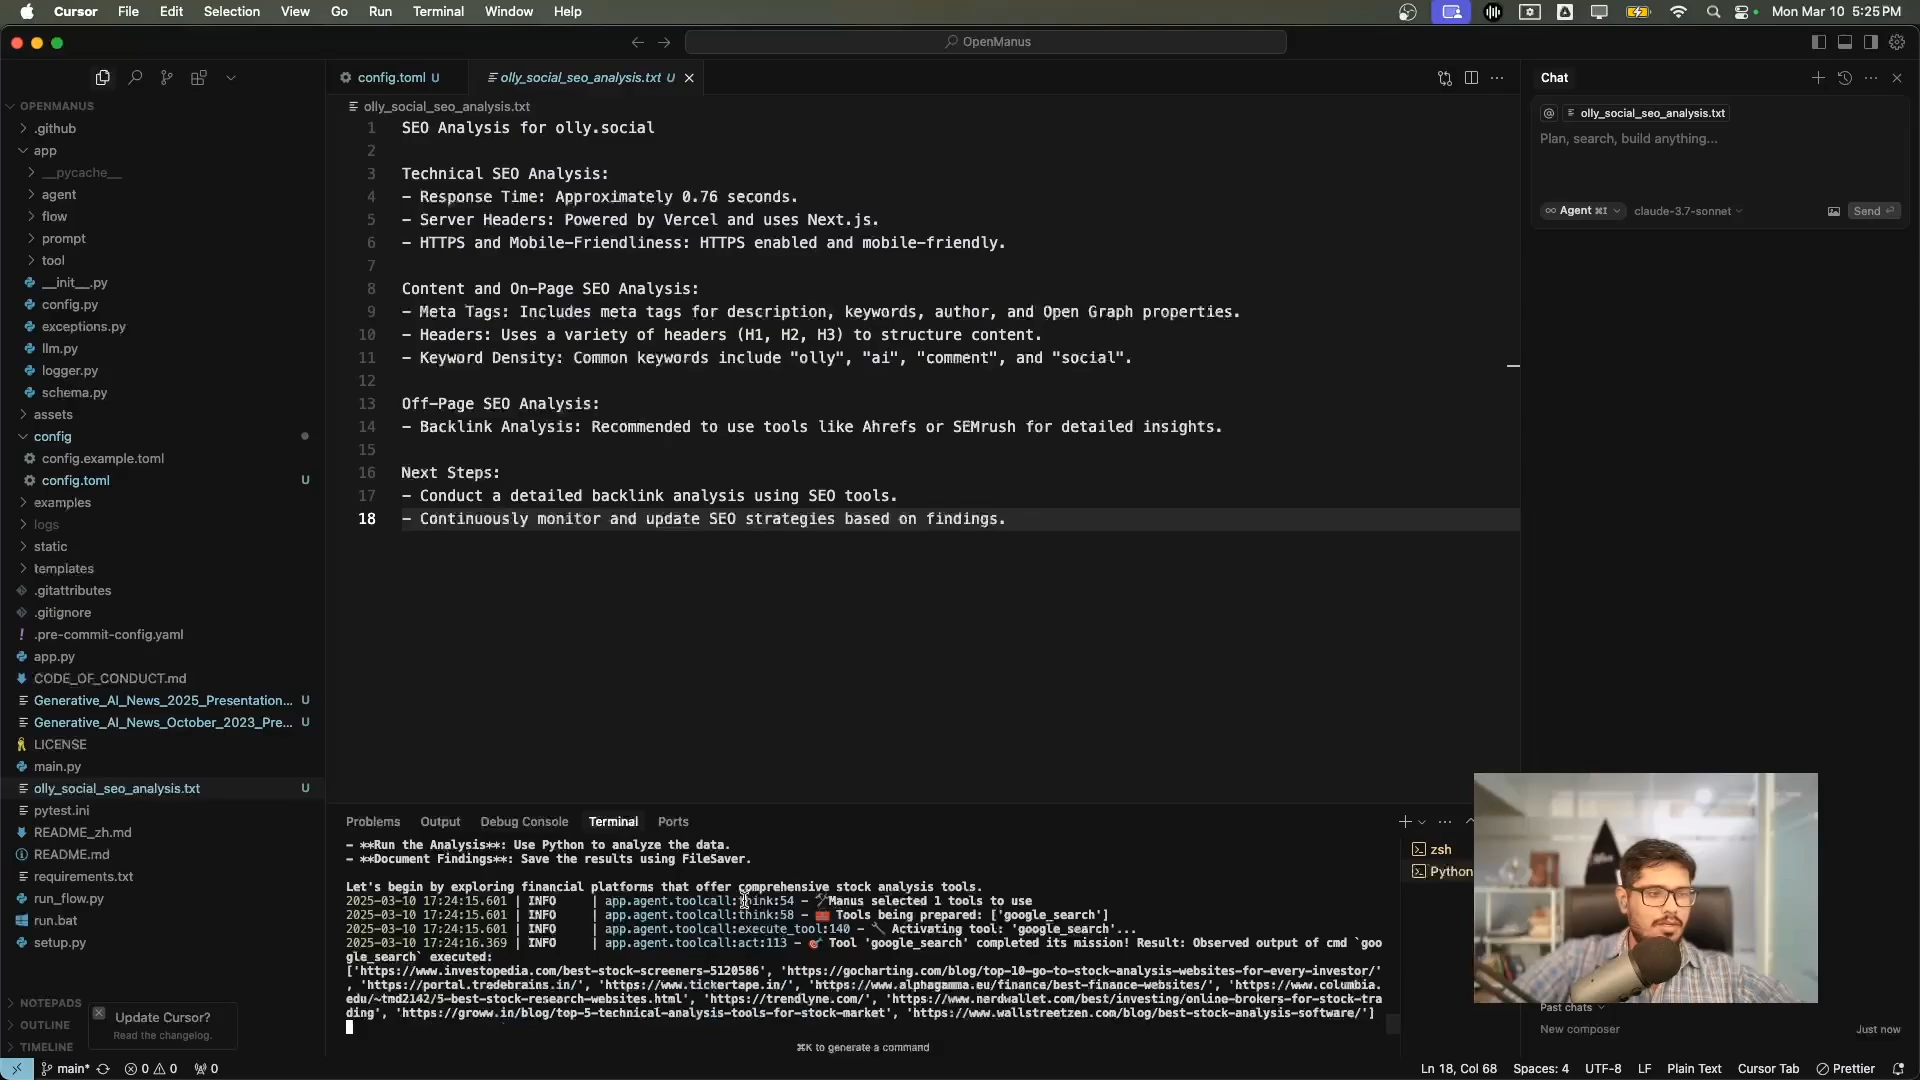 Cursor File Edit Selection View Go Run Terminal Window Help
Mon Mar 10 5:25 PM
OpenManus
config.toml U
olly_social_seo_analysis.txt U
Chat
OPENMANUS
.github
app
__pycache__
agent
flow
prompt
tool
__init__.py
config.py
exceptions.py
llm.py
logger.py
schema.py
assets
config
config.example.toml
config.toml U
examples
logs
static
templates
.gitattributes
.gitignore
.pre-commit-config.yaml
app.py
CODE_OF_CONDUCT.md
Generative_AI_News_2025_Presentation... U
Generative_AI_News_October_2023_Pre... U
LICENSE
main.py
olly_social_seo_analysis.txt U
pytest.ini
README_zh.md
README.md
requirements.txt
run_flow.py
run.bat
setup.py
NOTEPADS
OUTLINE
TIMELINE
Update Cursor?
Read the changelog.
olly_social_seo_analysis.txt
1 SEO Analysis for olly.social
2
3 Technical SEO Analysis:
4 - Response Time: Approximately 0.76 seconds.
5 - Server Headers: Powered by Vercel and uses Next.js.
6 - HTTPS and Mobile-Friendliness: HTTPS enabled and mobile-friendly.
7
8 Content and On-Page SEO Analysis:
9 - Meta Tags: Includes meta tags for description, keywords, author, and Open Graph properties.
10 - Headers: Uses a variety of headers (H1, H2, H3) to structure content.
11 - Keyword Density: Common keywords include "olly", "ai", "comment", and "social".
12
13 Off-Page SEO Analysis:
14 - Backlink Analysis: Recommended to use tools like Ahrefs or SEMrush for detailed insights.
15
16 Next Steps:
17 - Conduct a detailed backlink analysis using SEO tools.
18 - Continuously monitor and update SEO strategies based on findings.
@ olly_social_seo_analysis.txt
Plan, search, build anything...
∞ Agent ⌘I claude-3.7-sonnet Send ⏎
Problems Output Debug Console Terminal Ports
zsh
Python
- **Run the Analysis**: Use Python to analyze the data.
- **Document Findings**: Save the results using FileSaver.
Let's begin by exploring financial platforms that offer comprehensive stock analysis tools.
2025-03-10 17:24:15.601 | INFO | app.agent.toolcall:think:54 - 🛠️Manus selected 1 tools to use
2025-03-10 17:24:15.601 | INFO | app.agent.toolcall:think:58 - 🧰 Tools being prepared: ['google_search']
2025-03-10 17:24:15.601 | INFO | app.agent.toolcall:execute_tool:140 - 🔧 Activating tool: 'google_search'...
2025-03-10 17:24:16.369 | INFO | app.agent.toolcall:act:113 - 🎯 Tool 'google_search' completed its mission! Result: Observed output of cmd `goo
gle_search` executed:
['https://www.investopedia.com/best-stock-screeners-5120586', 'https://gocharting.com/blog/top-10-go-to-stock-analysis-websites-for-every-investor/'
, 'https://portal.tradebrains.in/', 'https://www.tickertape.in/', 'https://www.alphagamma.eu/finance/best-finance-websites/', 'https://www.columbia.
edu/~tmd2142/5-best-stock-research-websites.html', 'https://trendlyne.com/', 'https://www.nerdwallet.com/best/investing/online-brokers-for-stock-tra
ding', 'https://groww.in/blog/top-5-technical-analysis-tools-for-stock-market', 'https://www.wallstreetzen.com/blog/best-stock-analysis-software/']
⌘K to generate a command
Past chats
New composer Just now
main* 0 0 0
Ln 18, Col 68 Spaces: 4 UTF-8 LF Plain Text Cursor Tab Prettier